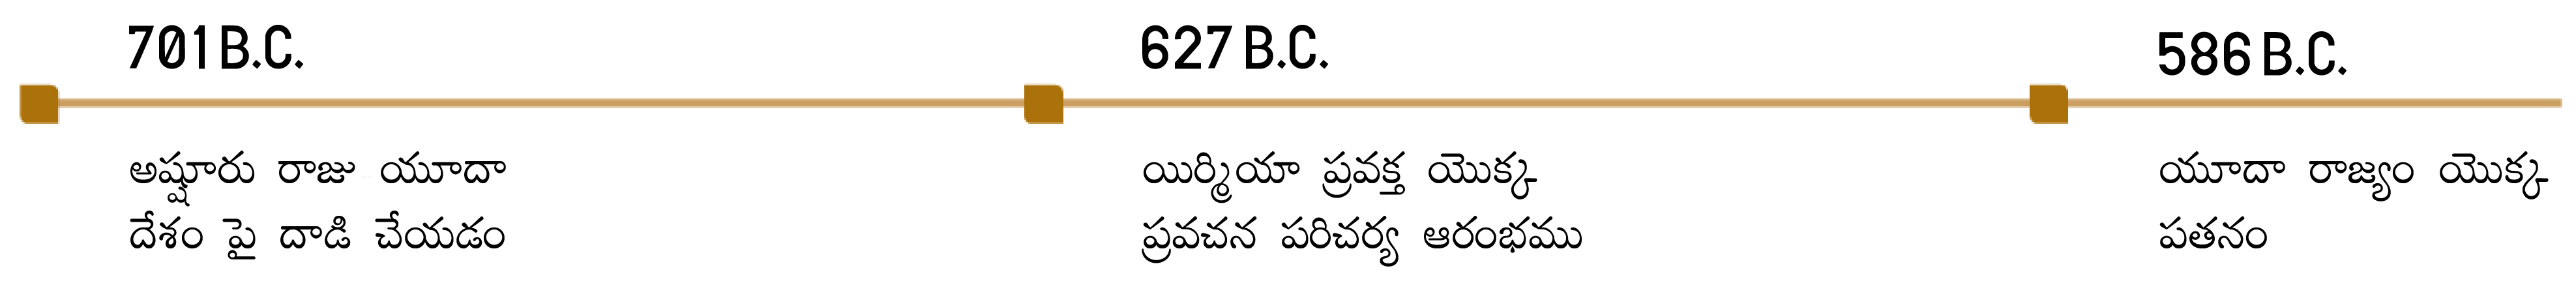 701 B.C.
అష్షూరు రాజు యూదా
దేశం పై దాడి చేయడం
627 B.C.
యిర్మియా ప్రవక్త యొక్క
ప్రవచన పరిచర్య ఆరంభము
586 B.C.
యూదా రాజ్యం యొక్క
పతనం